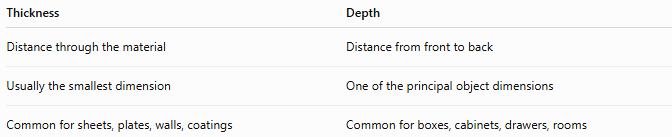 Thickness Depth
Distance through the material Distance from front to back
Usually the smallest dimension One of the principal object dimensions
Common for sheets, plates, walls, coatings Common for boxes, cabinets, drawers, rooms